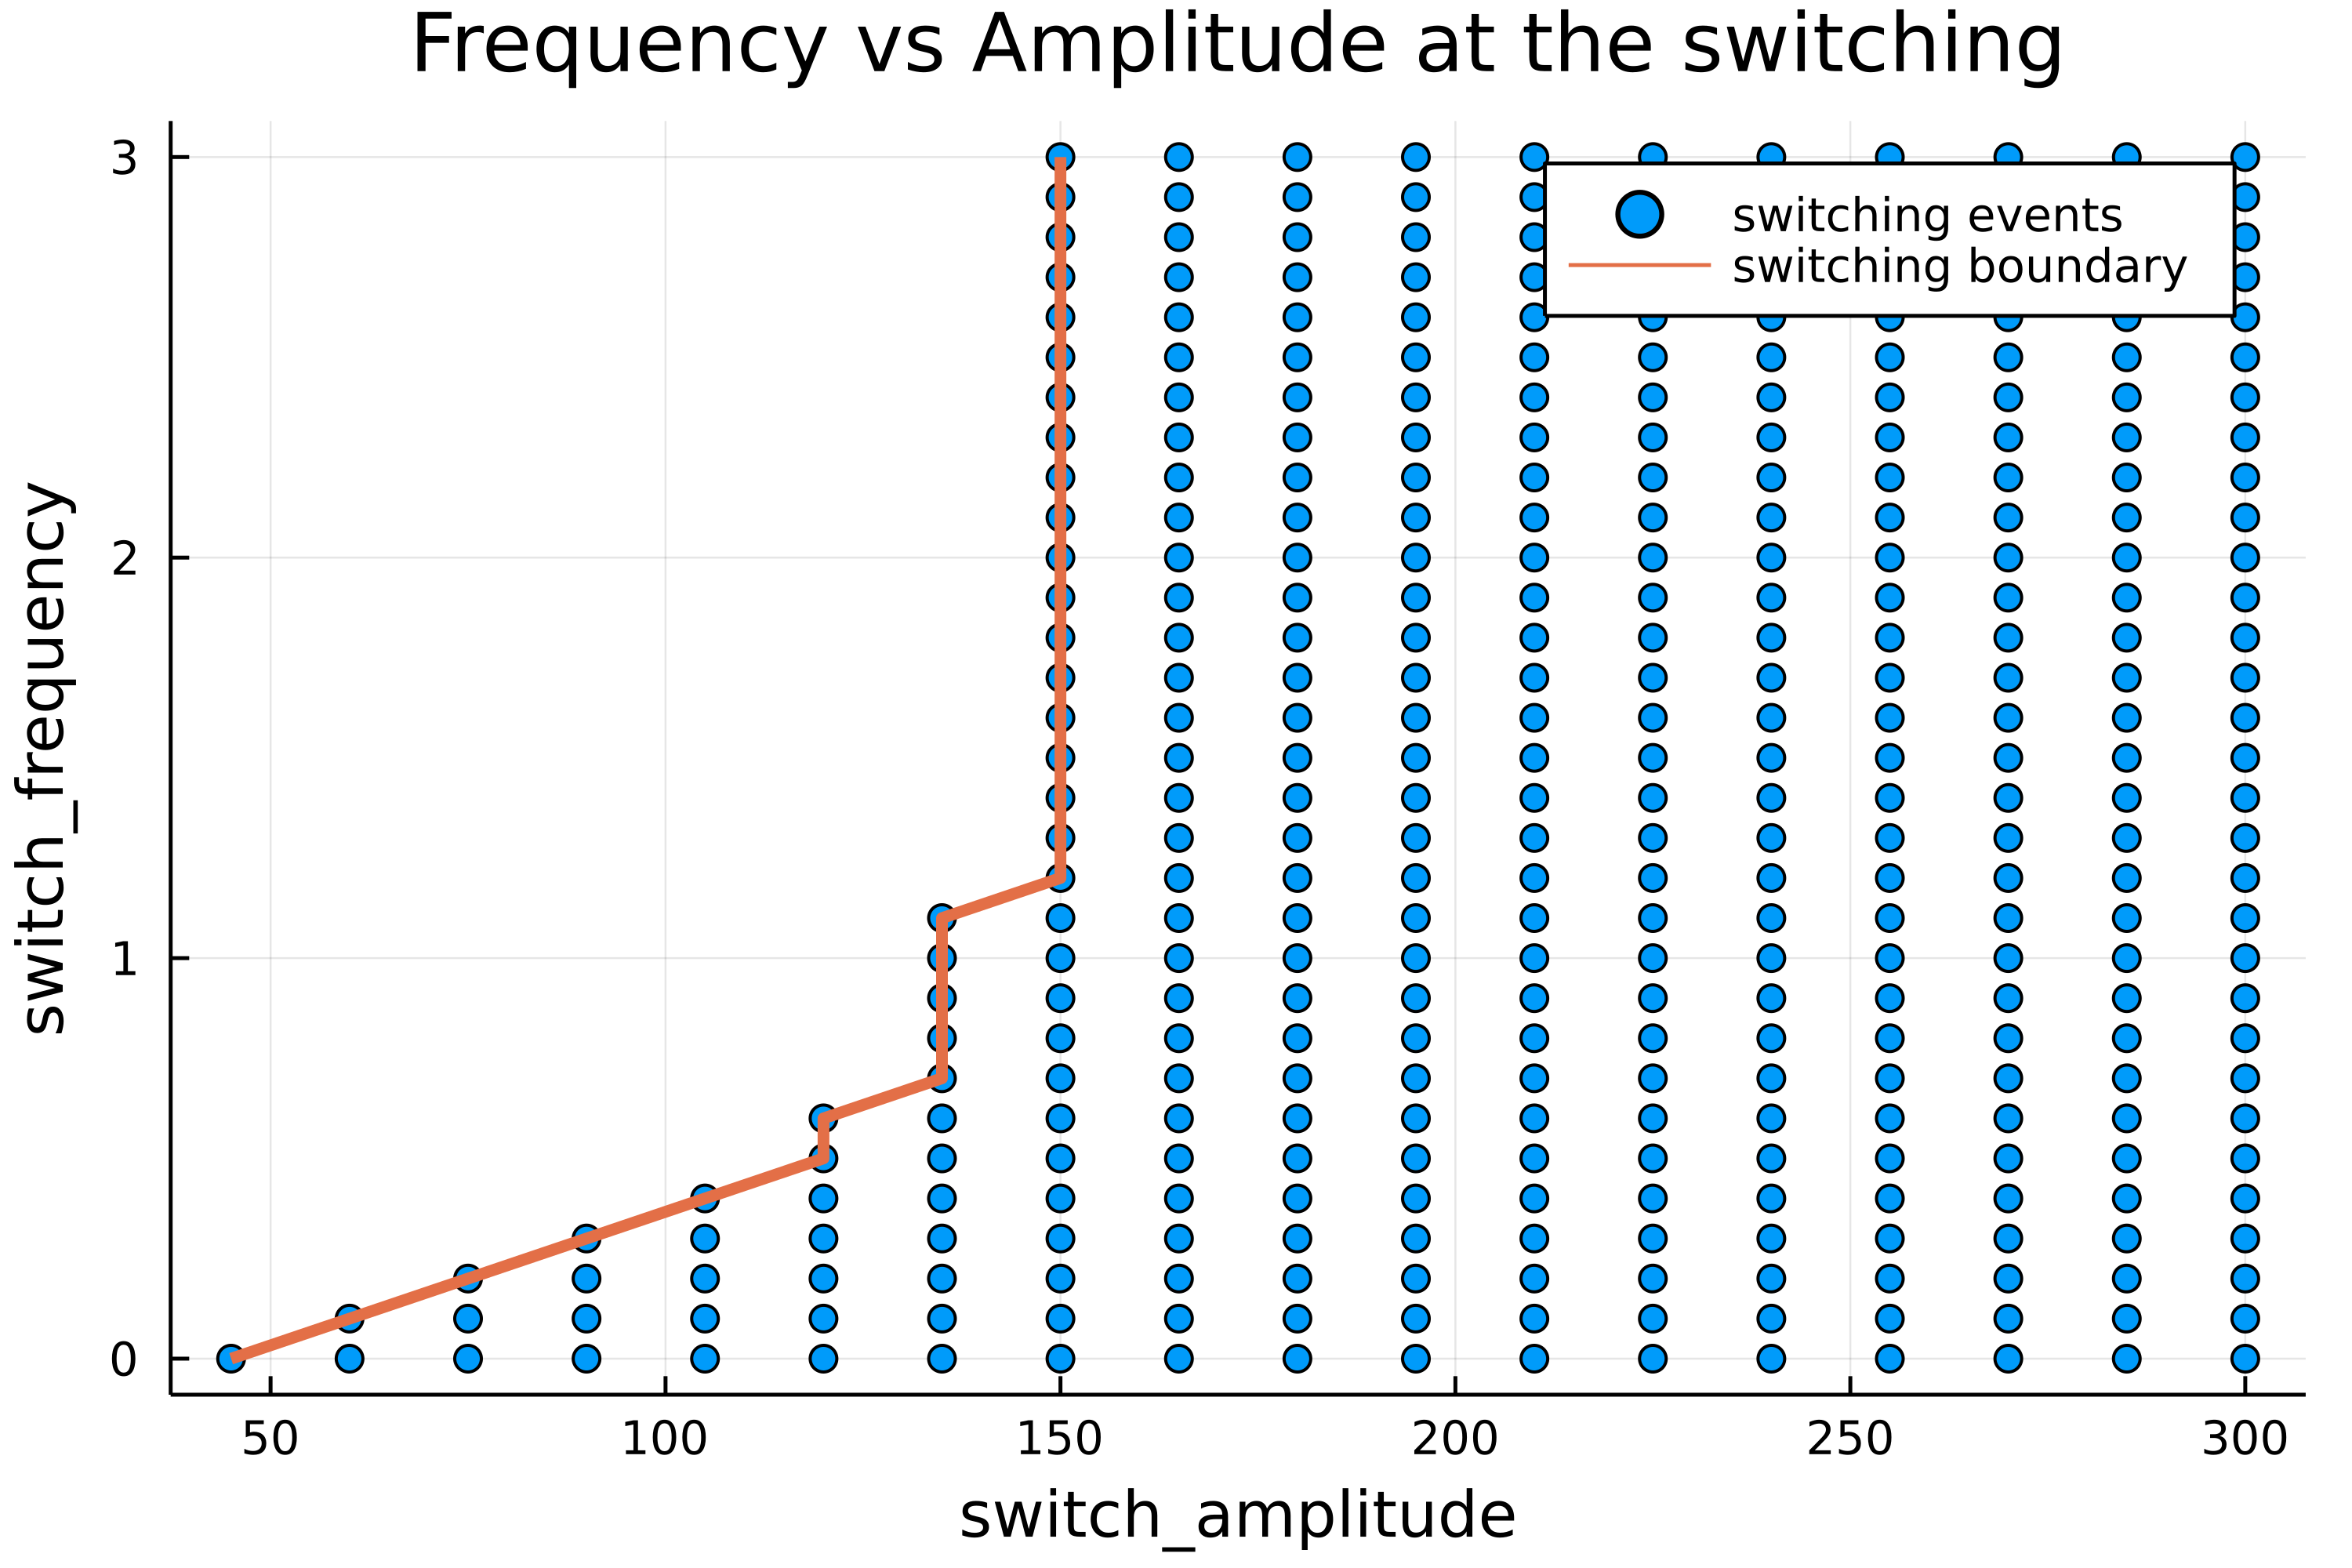 Frequency vs Amplitude at the switching
3
2
1
0
switch_frequency
switching events
switching boundary
50 100 150 200 250 300
switch_amplitude